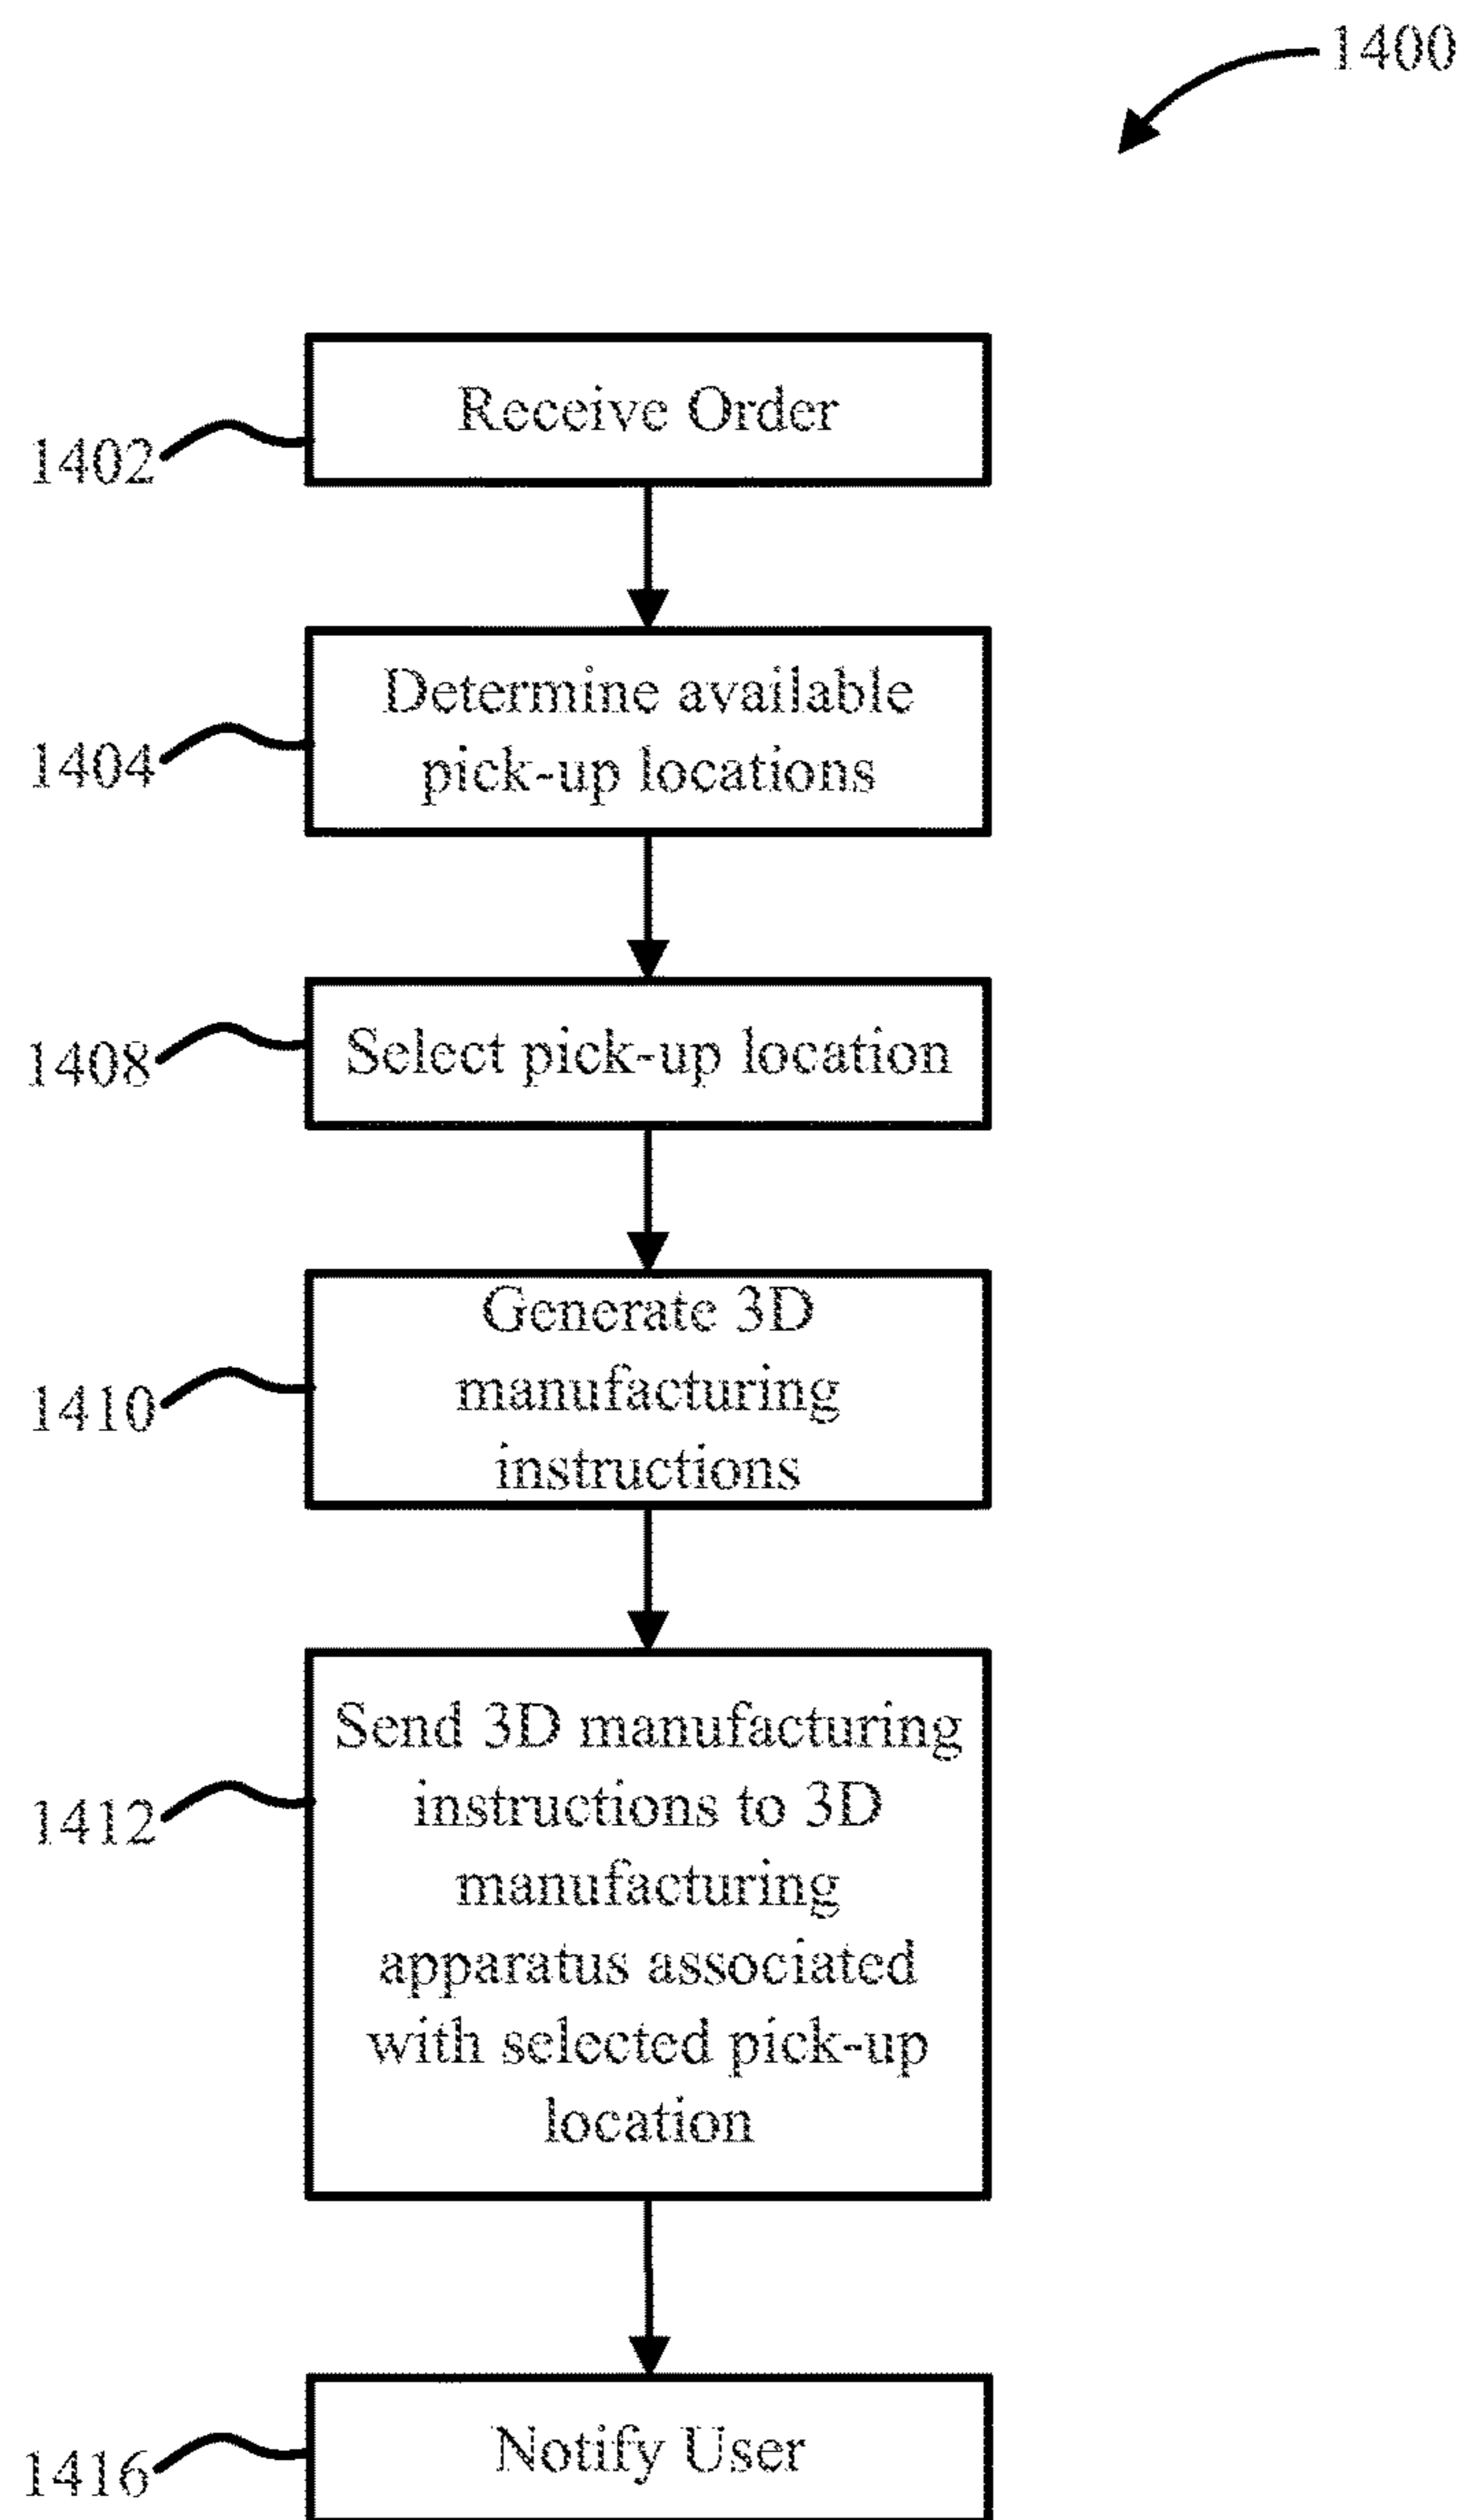 1400
Receive Order
1402
Determine available
pick-up locations
1404
Select pick-up location
1408
Generate 3D
manufacturing
instructions
1410
Send 3D manufacturing
instructions to 3D
manufacturing
apparatus associated
with selected pick-up
location
1412
Notify User
1416